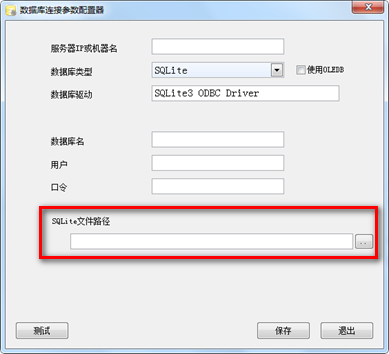 数据库连接参数配置器
服务器IP或机器名
数据库类型 SQLite 使用OLEDB
数据库驱动 SQLite3 ODBC Driver
数据库名
用户
口令
SQLite文件路径
..
测试 保存 退出